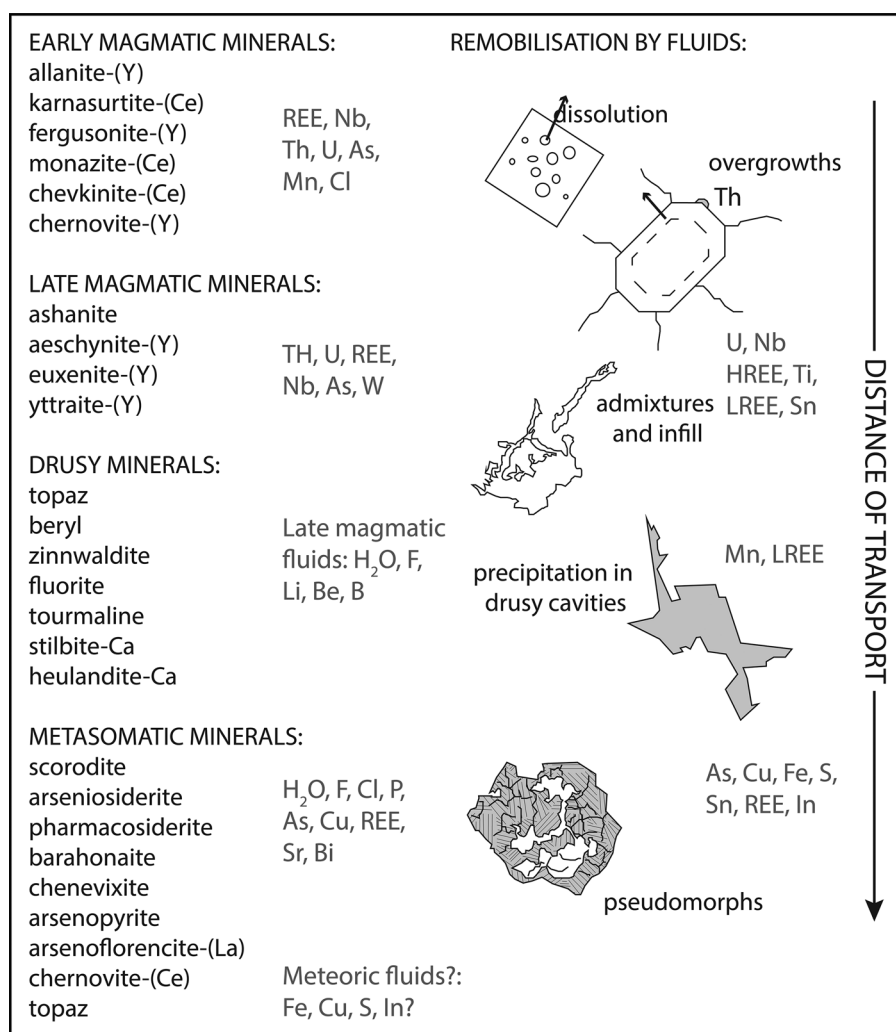 EARLY MAGMATIC MINERALS:
allanite-(Y)
karnasurtite-(Ce)
fergusonite-(Y)
monazite-(Ce)
chevkinite-(Ce)
chernovite-(Y)
REE, Nb,
Th, U, As,
Mn, Cl
LATE MAGMATIC MINERALS:
ashanite
aeschynite-(Y)
euxenite-(Y)
yttraite-(Y)
TH, U, REE,
Nb, As, W
DRUSY MINERALS:
topaz
beryl
zinnwaldite
fluorite
tourmaline
stilbite-Ca
heulandite-Ca
Late magmatic
fluids: H₂O, F,
Li, Be, B
METASOMATIC MINERALS:
scorodite
arseniosiderite
pharmacosiderite
barahonaite
chenevixite
arsenopyrite
arsenoflorencite-(La)
chernovite-(Ce)
topaz
H₂O, F, Cl, P,
As, Cu, REE,
Sr, Bi
Meteoric fluids?:
Fe, Cu, S, In?
REMOBILISATION BY FLUIDS:
dissolution
overgrowths
Th
U, Nb
HREE, Ti,
LREE, Sn
admixtures
and infill
Mn, LREE
precipitation in
drusy cavities
As, Cu, Fe, S,
Sn, REE, In
pseudomorphs
DISTANCE OF TRANSPORT